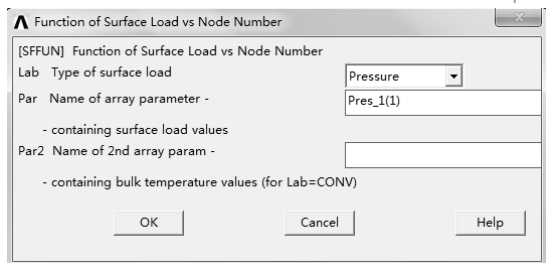 Function of Surface Load vs Node Number
[SFFUN] Function of Surface Load vs Node Number
Lab Type of surface load Pressure
Par Name of array parameter - Pres_1(1)
- containing surface load values
Par2 Name of 2nd array param -
- containing bulk temperature values (for Lab=CONV)
OK Cancel Help